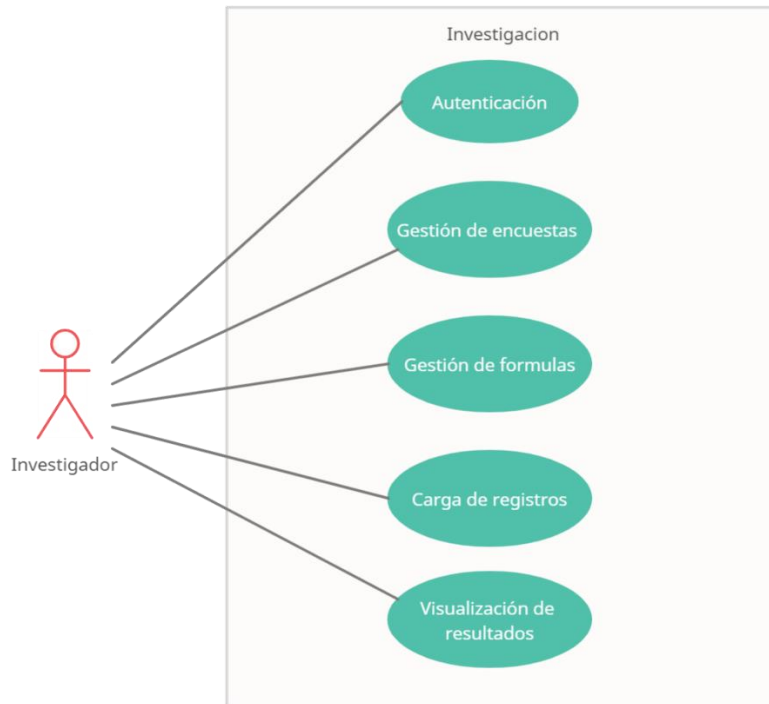 Investigacion
Autenticación
Gestión de encuestas
Gestión de formulas
Investigador
Carga de registros
Visualización de
resultados